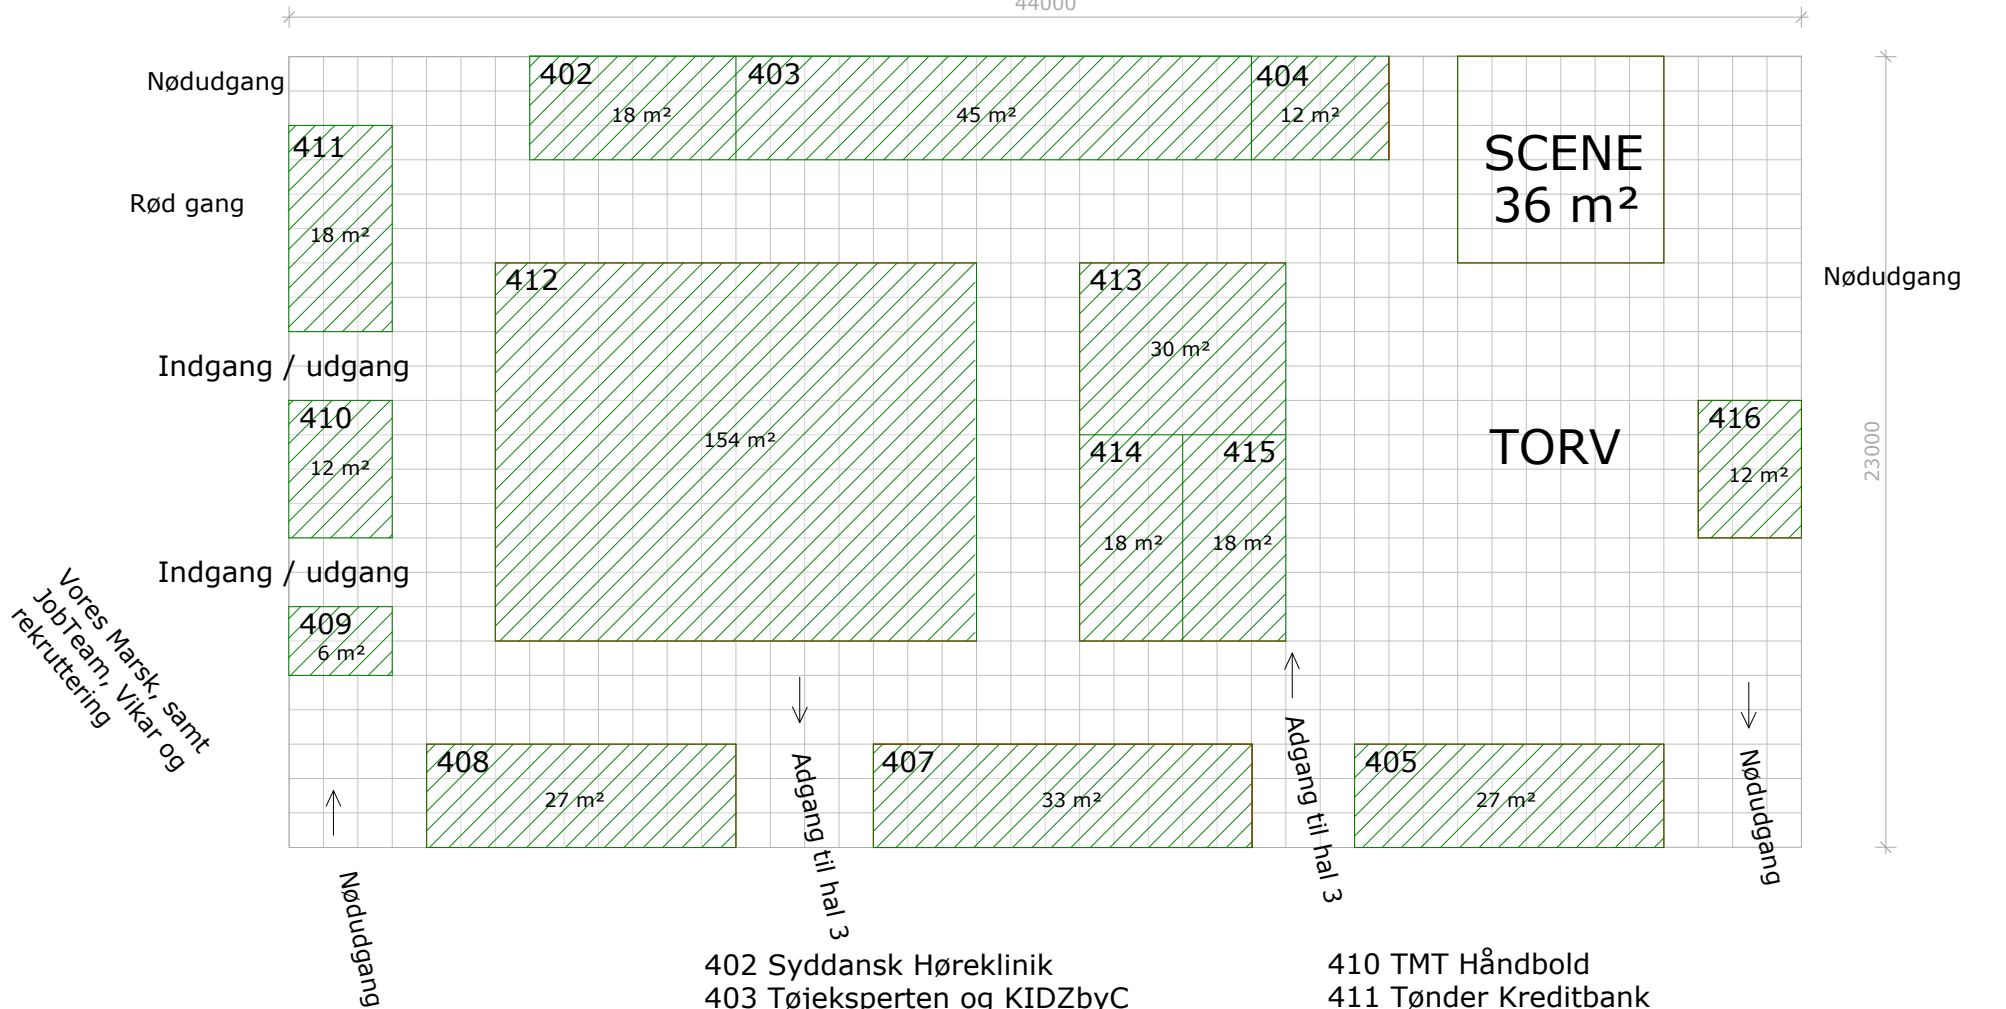 44000
Nødudgang
402
403
404
18 m²
45 m²
12 m²
411
SCENE
36 m²
Rød gang
18 m²
412
413
Nødudgang
30 m²
Indgang / udgang
410
416
154 m²
TORV
23000
414
415
12 m²
12 m²
18 m²
18 m²
Indgang / udgang
409
6 m²
Vores Marsk, samt
JobTeam, Vikar og
rekruttering
408
407
405
27 m²
33 m²
27 m²
Adgang til hal 3
Adgang til hal 3
Nødudgang
Nødudgang
402 Syddansk Høreklinik
403 Tøjeksperten og KIDZbyC
410 TMT Håndbold
411 Tønder Kreditbank